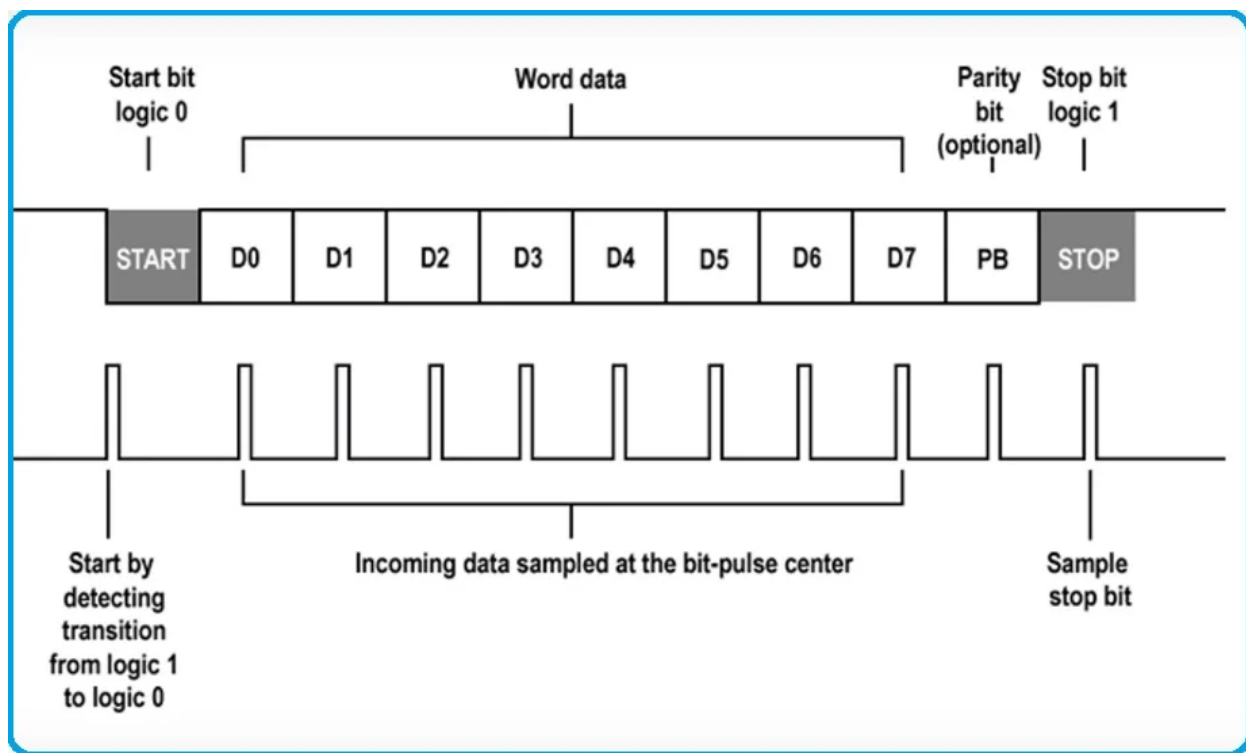 Start bit
logic 0
Word data
Parity
bit
(optional)
Stop bit
logic 1
START D0 D1 D2 D3 D4 D5 D6 D7 PB STOP
Start by
detecting
transition
from logic 1
to logic 0
Incoming data sampled at the bit-pulse center
Sample
stop bit